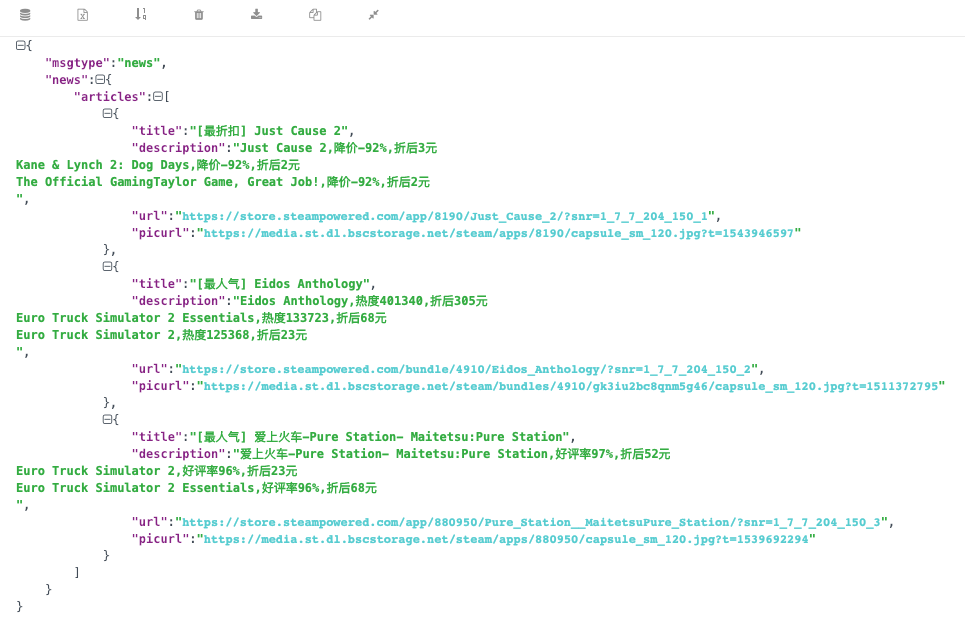 {
"msgtype":"news",
"news":{
"articles":[
{
"title":"[最折扣] Just Cause 2",
"description":"Just Cause 2,降价-92%,折后3元
Kane & Lynch 2: Dog Days,降价-92%,折后2元
The Official GamingTaylor Game, Great Job!,降价-92%,折后2元
",
"url":"https://store.steampowered.com/app/8190/Just_Cause_2/?snr=1_7_7_204_150_1",
"picurl":"https://media.st.dl.bscstorage.net/steam/apps/8190/capsule_sm_120.jpg?t=1543946597"
},
{
"title":"[最人气] Eidos Anthology",
"description":"Eidos Anthology,热度401340,折后305元
Euro Truck Simulator 2 Essentials,热度133723,折后68元
Euro Truck Simulator 2,热度125368,折后23元
",
"url":"https://store.steampowered.com/bundle/4910/Eidos_Anthology/?snr=1_7_7_204_150_2",
"picurl":"https://media.st.dl.bscstorage.net/steam/bundles/4910/gk3iu2bc8qnm5g46/capsule_sm_120.jpg?t=1511372795"
},
{
"title":"[最人气] 爱上火车-Pure Station- Maitetsu:Pure Station",
"description":"爱上火车-Pure Station- Maitetsu:Pure Station,好评率97%,折后52元
Euro Truck Simulator 2,好评率96%,折后23元
Euro Truck Simulator 2 Essentials,好评率96%,折后68元
",
"url":"https://store.steampowered.com/app/880950/Pure_Station__MaitetsuPure_Station/?snr=1_7_7_204_150_3",
"picurl":"https://media.st.dl.bscstorage.net/steam/apps/880950/capsule_sm_120.jpg?t=1539692294"
}
]
}
}